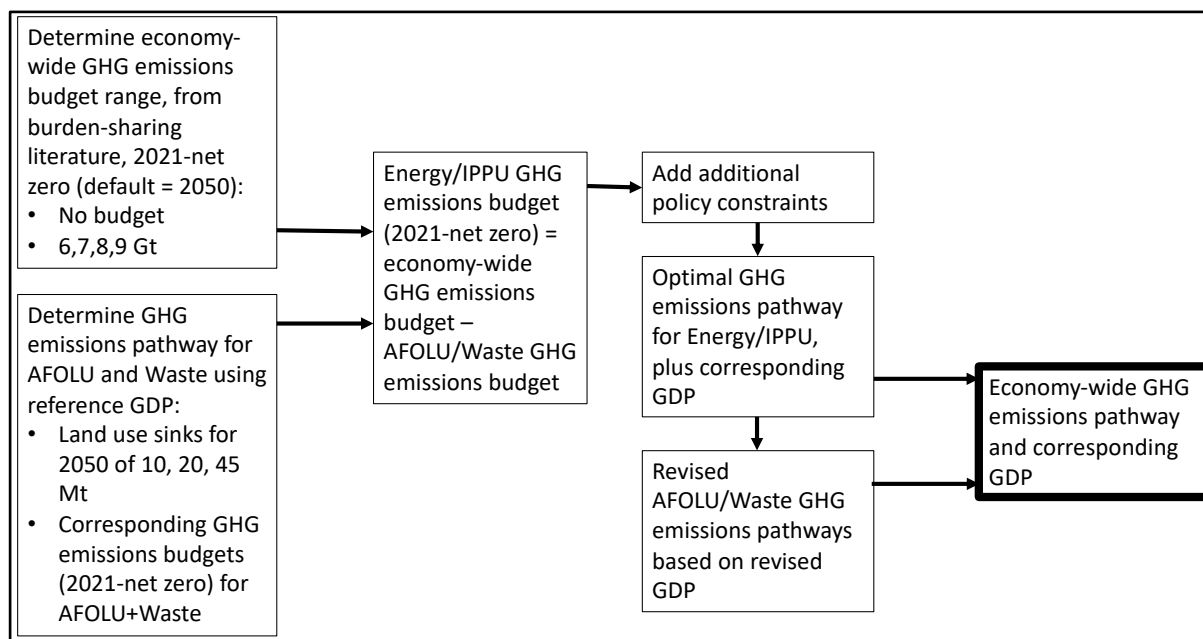 Determine economy-
wide GHG emissions
budget range, from
burden-sharing
literature, 2021-net
zero (default = 2050):
• No budget
• 6,7,8,9 Gt
Determine GHG
emissions pathway for
AFOLU and Waste using
reference GDP:
• Land use sinks for
2050 of 10, 20, 45
Mt
• Corresponding GHG
emissions budgets
(2021-net zero) for
AFOLU+Waste
Energy/IPPU GHG
emissions budget
(2021-net zero) =
economy-wide
GHG emissions
budget –
AFOLU/Waste GHG
emissions budget
Add additional
policy constraints
Optimal GHG
emissions pathway
for Energy/IPPU,
plus corresponding
GDP
Revised
AFOLU/Waste GHG
emissions pathways
based on revised
GDP
Economy-wide GHG
emissions pathway
and corresponding
GDP